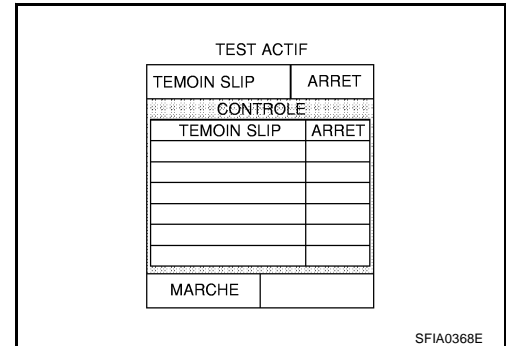 TEST ACTIF
TEMOIN SLIP ARRET
CONTROLE
TEMOIN SLIP ARRET
MARCHE
SFIA0368E